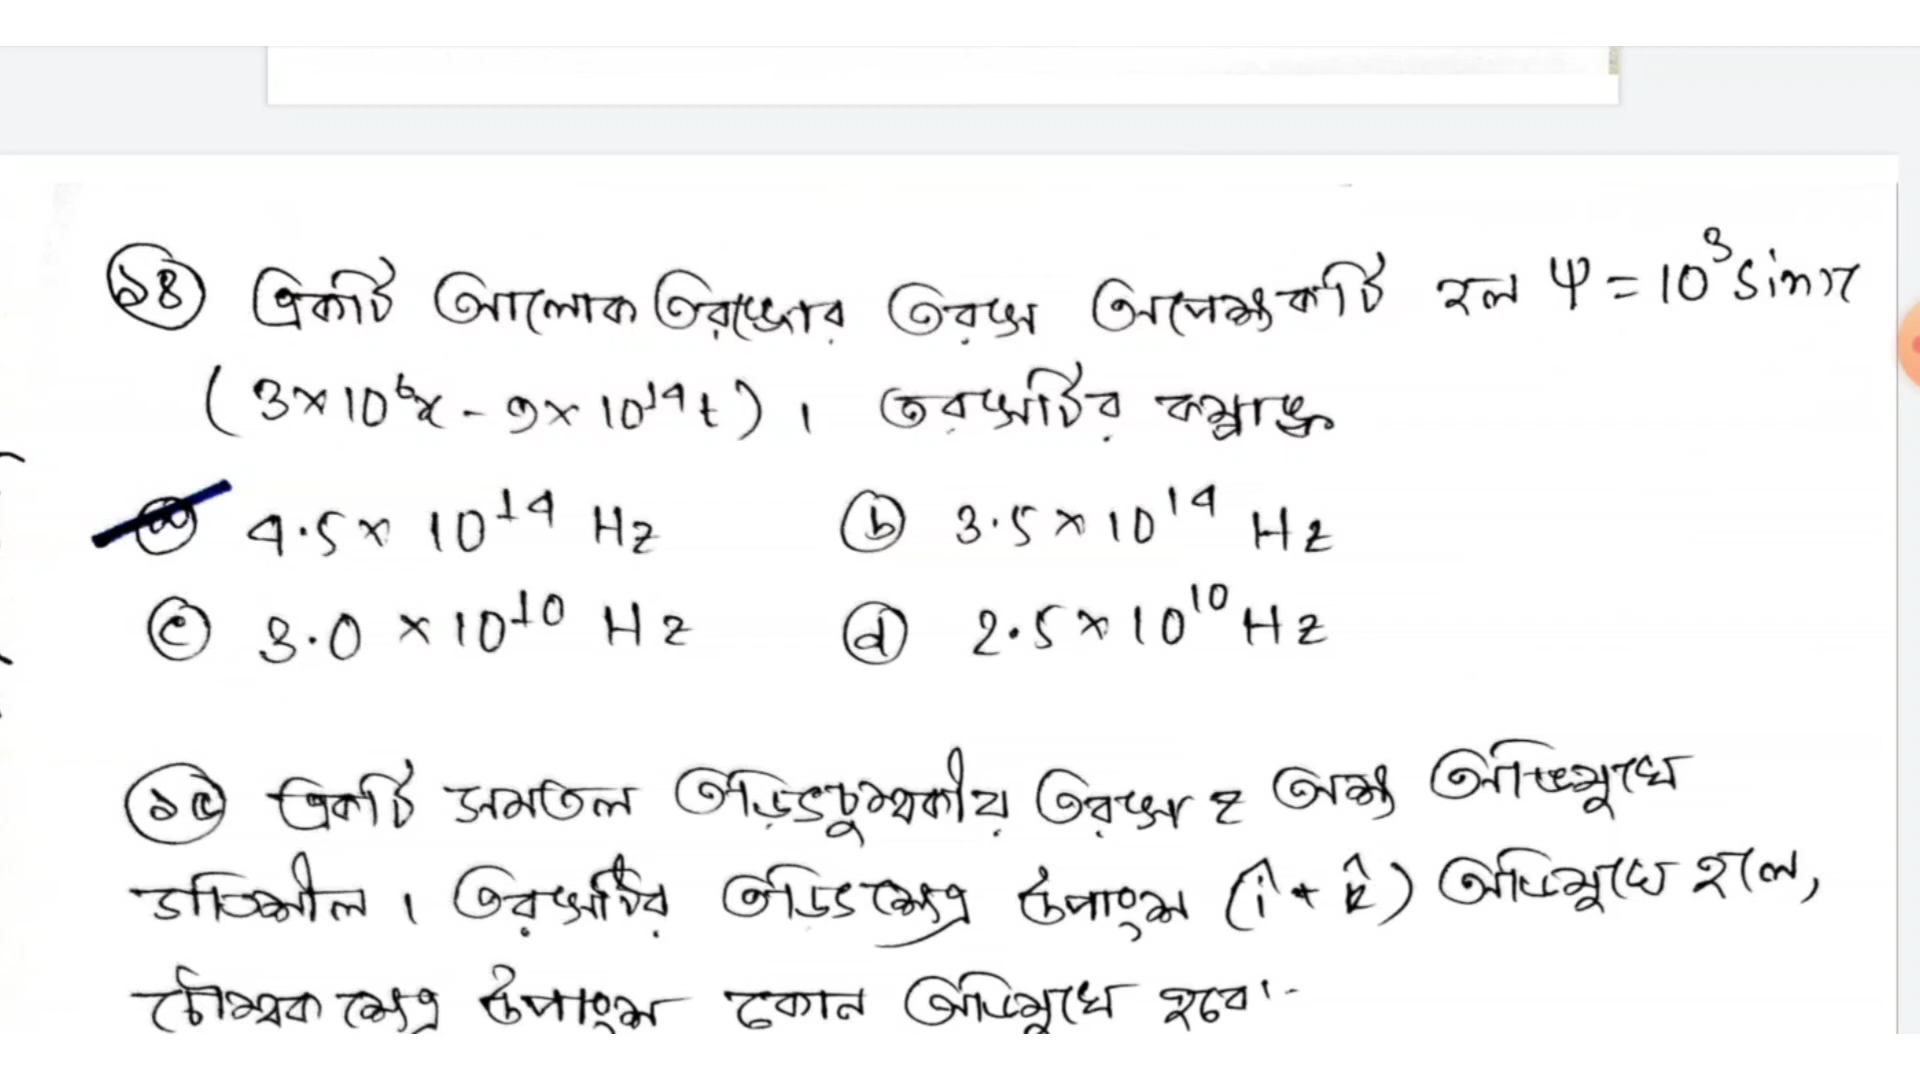 ১৪ একটি আলোক তরঙ্গের তরঙ্গ অপেক্ষকটি হল Ψ = 10³ sin π
(3×10⁶x - 9×10¹⁴t) । তরঙ্গটির কম্পাঙ্ক
ⓐ 4.5× 10¹⁴ Hz ⓑ 3.5×10¹⁴ Hz
ⓒ 3.0 ×10¹⁰ Hz ⓓ 2.5×10¹⁰ Hz
১৫ একটি সমতল তড়িৎচুম্বকীয় তরঙ্গ z অক্ষ অভিমুখে
গতিশীল । তরঙ্গটির তড়িৎক্ষেত্র উপাংশ (î + k̂) অভিমুখে হলে,
চৌম্বক ক্ষেত্র উপাংশ কোন অভিমুখে হবে।-